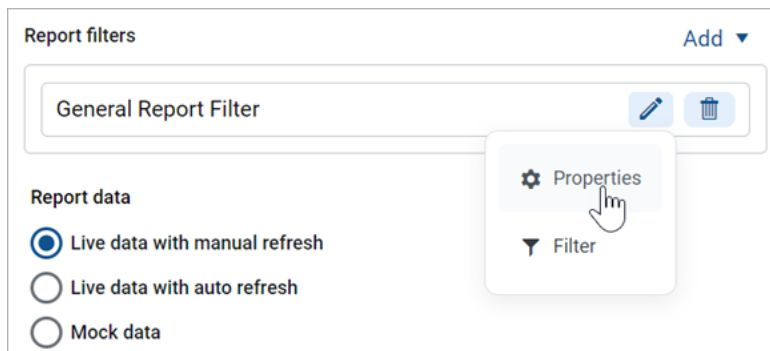 Report filters
Add
General Report Filter
Properties
Report data
Live data with manual refresh
Filter
Live data with auto refresh
Mock data